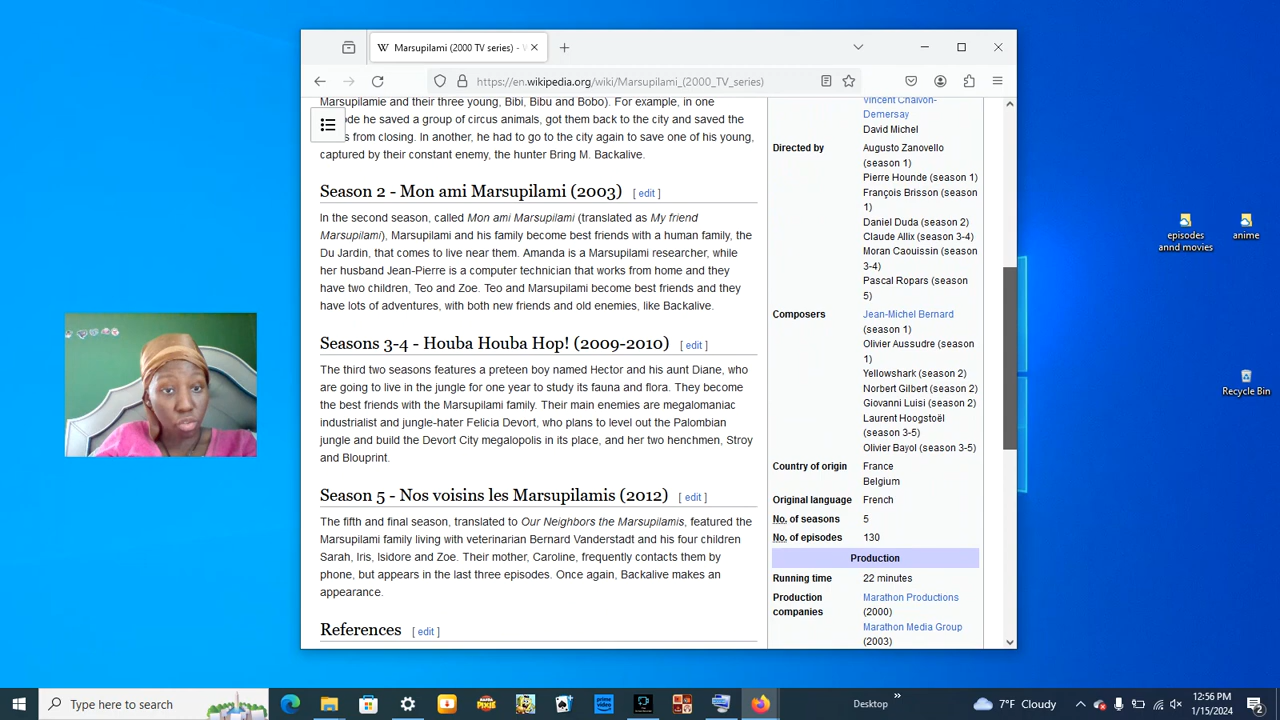 Marsupilami (2000 TV series) -
https://en.wikipedia.org/wiki/Marsupilami_(2000_TV_series)
Marsupilamie and their three young, Bibi, Bibu and Bobo). For example, in one
he saved a group of circus animals, got them back to the city and saved the
from closing. In another, he had to go to the city again to save one of his young,
captured by their constant enemy, the hunter Bring M. Backalive.
Season 2 - Mon ami Marsupilami (2003) [ edit ]
In the second season, called Mon ami Marsupilami (translated as My friend
Marsupilami), Marsupilami and his family become best friends with a human family, the
Du Jardin, that comes to live near them. Amanda is a Marsupilami researcher, while
her husband Jean-Pierre is a computer technician that works from home and they
have two children, Teo and Zoe. Teo and Marsupilami become best friends and they
have lots of adventures, with both new friends and old enemies, like Backalive.
Seasons 3-4 - Houba Houba Hop! (2009-2010) [ edit ]
The third two seasons features a preteen boy named Hector and his aunt Diane, who
are going to live in the jungle for one year to study its fauna and flora. They become
the best friends with the Marsupilami family. Their main enemies are megalomaniac
industrialist and jungle-hater Felicia Devort, who plans to level out the Palombian
jungle and build the Devort City megalopolis in its place, and her two henchmen, Stroy
and Blouprint.
Season 5 - Nos voisins les Marsupilamis (2012) [ edit ]
The fifth and final season, translated to Our Neighbors the Marsupilamis, featured the
Marsupilami family living with veterinarian Bernard Vanderstadt and his four children
Sarah, Iris, Isidore and Zoe. Their mother, Caroline, frequently contacts them by
phone, but appears in the last three episodes. Once again, Backalive makes an
appearance.
References [ edit ]
Vincent Chalvon-
Demersay
David Michel
Directed by Augusto Zanovello
(season 1)
Pierre Hounde (season 1)
François Brisson (season
1)
Daniel Duda (season 2)
Claude Allix (season 3-4)
Moran Caouissin (season
3-4)
Pascal Ropars (season
5)
Composers Jean-Michel Bernard
(season 1)
Olivier Aussudre (season
1)
Yellowshark (season 2)
Norbert Gilbert (season 2)
Giovanni Luisi (season 2)
Laurent Hoogstoël
(season 3-5)
Olivier Bayol (season 3-5)
Country of origin France
Belgium
Original language French
No. of seasons 5
No. of episodes 130
Production
Running time 22 minutes
Production Marathon Productions
companies (2000)
Marathon Media Group
(2003)
episodes
annd movies
anime
Recycle Bin
Type here to search
Desktop
7°F Cloudy
12:56 PM
1/15/2024
2